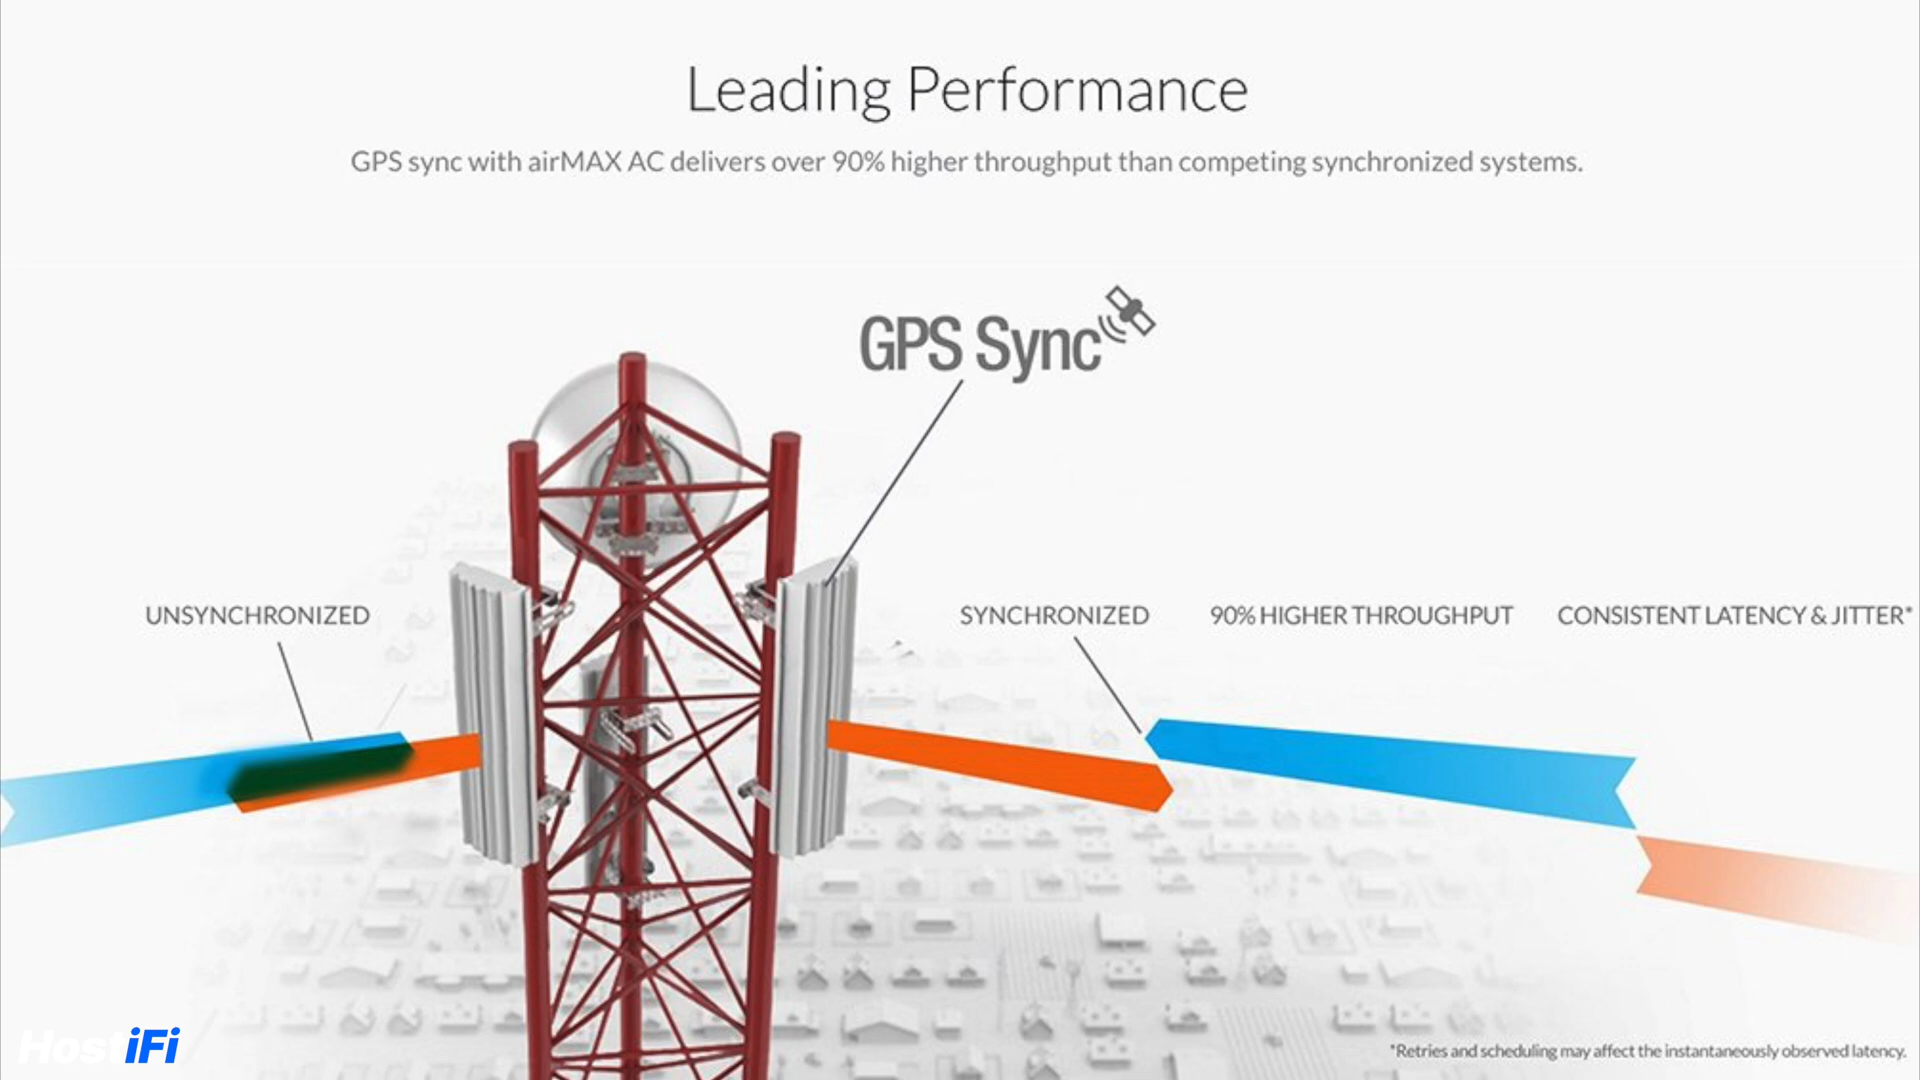 Leading Performance
GPS sync with airMAX AC delivers over 90% higher throughput than competing synchronized systems.
GPS Sync
UNSYNCHRONIZED
SYNCHRONIZED
90% HIGHER THROUGHPUT
CONSISTENT LATENCY & JITTER*
HostiFi
*Retries and scheduling may affect the instantaneously observed latency.